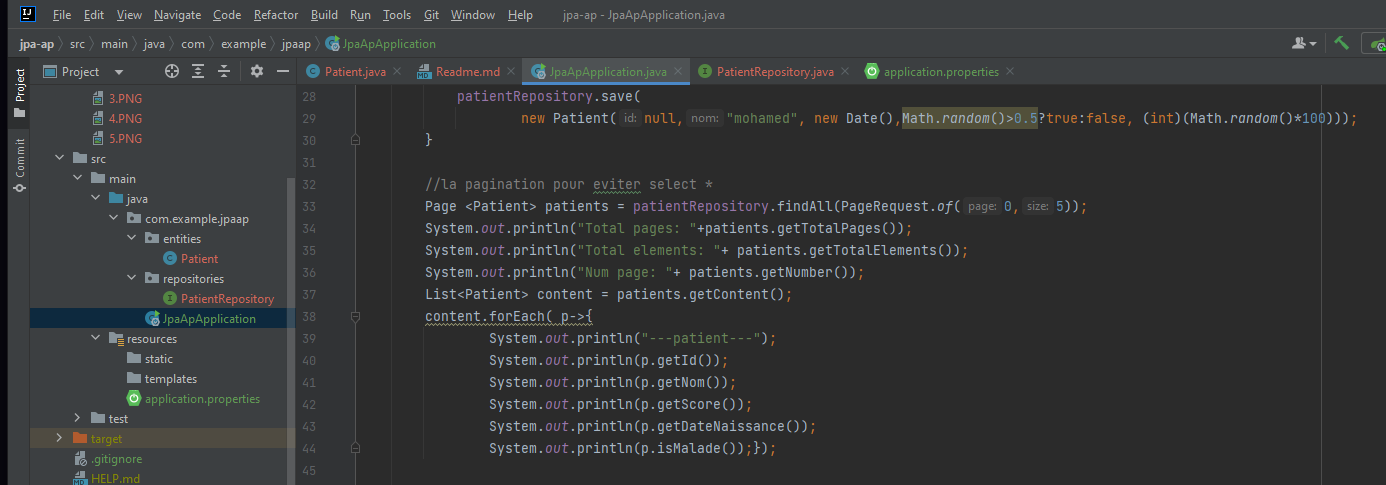 File Edit View Navigate Code Refactor Build Run Tools Git Window Help jpa-ap - JpaApApplication.java
jpa-ap src main java com example jpaap JpaApApplication
Project
Patient.java Readme.md JpaApApplication.java PatientRepository.java application.properties
Project
Commit
3.PNG
4.PNG
5.PNG
src
main
java
com.example.jpaap
entities
Patient
repositories
PatientRepository
JpaApApplication
resources
static
templates
application.properties
test
target
.gitignore
HELP.md
28 patientRepository.save(
29 new Patient( id: null, nom: "mohamed", new Date(),Math.random()>0.5?true:false, (int)(Math.random()*100)));
30 }
31
32 //la pagination pour eviter select *
33 Page <Patient> patients = patientRepository.findAll(PageRequest.of( page: 0, size: 5));
34 System.out.println("Total pages: "+patients.getTotalPages());
35 System.out.println("Total elements: "+ patients.getTotalElements());
36 System.out.println("Num page: "+ patients.getNumber());
37 List<Patient> content = patients.getContent();
38 content.forEach( p->{
39 System.out.println("---patient---");
40 System.out.println(p.getId());
41 System.out.println(p.getNom());
42 System.out.println(p.getScore());
43 System.out.println(p.getDateNaissance());
44 System.out.println(p.isMalade());});
45